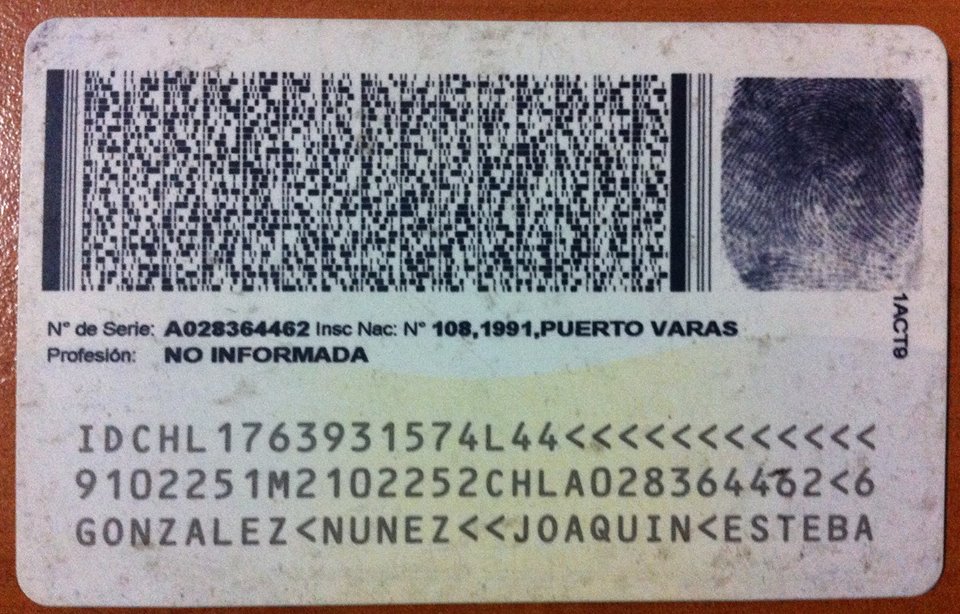 N° de Serie: A028364462 Insc Nac: N° 108,1991,PUERTO VARAS
Profesión: NO INFORMADA
1ACT9
IDCHL1763931574L44<<<<<<<<<<<<
9102251M2102252CHLA028364462<6
GONZALEZ<NUNEZ<<JOAQUIN<ESTEBA